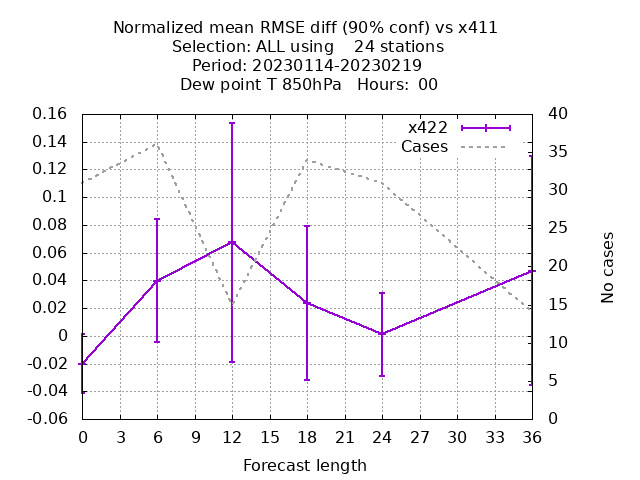 Normalized mean RMSE diff (90% conf) vs x411
Selection: ALL using    24 stations
Period: 20230114-20230219
Dew point T 850hPa   Hours:  00
x422
Cases
0.16
0.14
0.12
0.1
0.08
0.06
0.04
0.02
0
-0.02
-0.04
-0.06
40
35
30
25
20
15
10
5
0
No cases
0 3 6 9 12 15 18 21 24 27 30 33 36
Forecast length